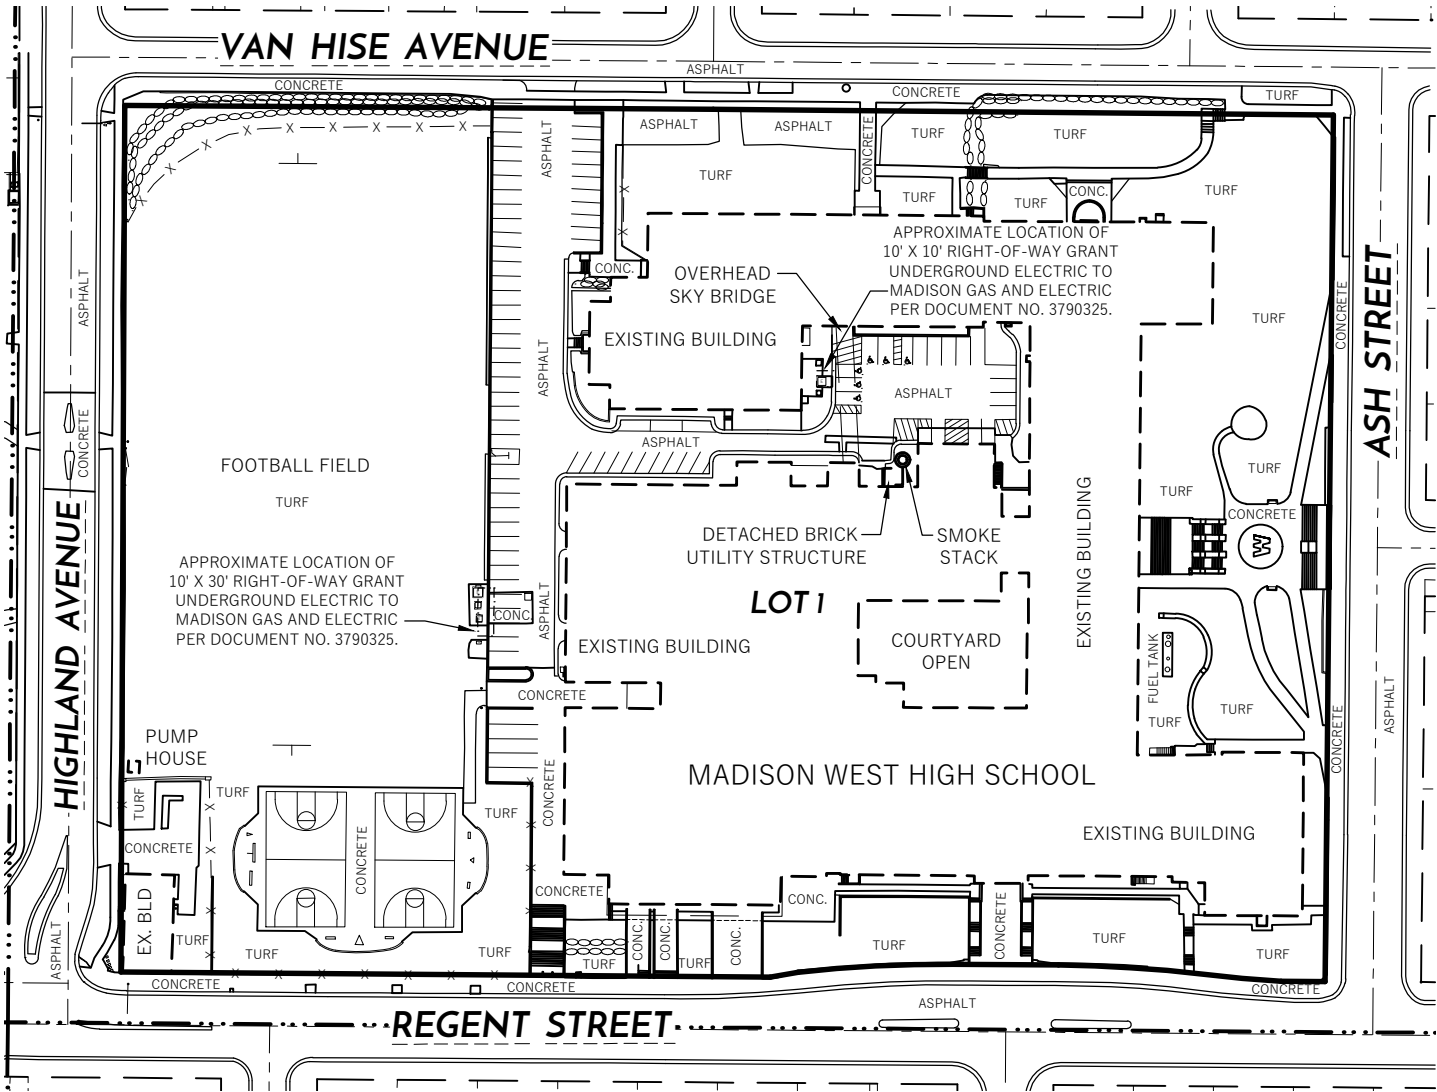 VAN HISE AVENUE
ASPHALT
CONCRETE
CONCRETE
TURF
ASPHALT
ASPHALT
ASPHALT
CONCRETE
TURF
TURF
TURF
TURF
TURF
CONC.
TURF
CONC.
APPROXIMATE LOCATION OF
10' X 10' RIGHT-OF-WAY GRANT
UNDERGROUND ELECTRIC TO
MADISON GAS AND ELECTRIC
PER DOCUMENT NO. 3790325.
OVERHEAD
SKY BRIDGE
EXISTING BUILDING
ASPHALT
ASPHALT
ASPHALT
ASPHALT
TURF
CONCRETE
ASH STREET
CONCRETE
FOOTBALL FIELD
TURF
TURF
TURF
CONCRETE
W
DETACHED BRICK
UTILITY STRUCTURE
SMOKE
STACK
EXISTING BUILDING
HIGHLAND AVENUE
APPROXIMATE LOCATION OF
10' X 30' RIGHT-OF-WAY GRANT
UNDERGROUND ELECTRIC TO
MADISON GAS AND ELECTRIC
PER DOCUMENT NO. 3790325.
CONC.
ASPHALT
LOT 1
EXISTING BUILDING
COURTYARD
OPEN
FUEL TANK
TURF
TURF
ASPHALT
CONCRETE
CONCRETE
PUMP
HOUSE
TURF
TURF
CONCRETE
TURF
CONCRETE
CONCRETE
MADISON WEST HIGH SCHOOL
EXISTING BUILDING
EX. BLD
TURF
TURF
TURF
CONCRETE
TURF
CONC.
CONC.
TURF
CONC.
CONC.
TURF
CONCRETE
TURF
TURF
ASPHALT
CONCRETE
CONCRETE
CONCRETE
ASPHALT
REGENT STREET